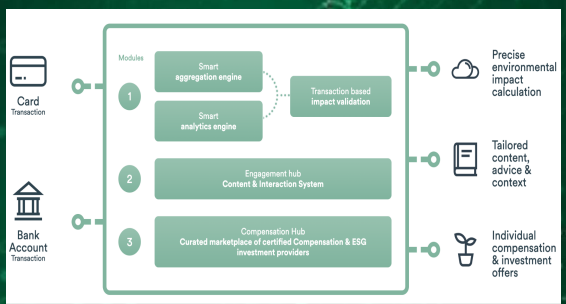 Card
Transaction
Bank
Account
Transaction
Modules
1
Smart
aggregation engine
Smart
analytics engine
Transaction based
impact validation
2
Engagement hub
Content & Interaction System
3
Compensation Hub
Curated marketplace of certified Compensation & ESG
investment providers
Precise
environmental
impact
calculation
Tailored
content,
advice &
context
Individual
compensation
& investment
offers